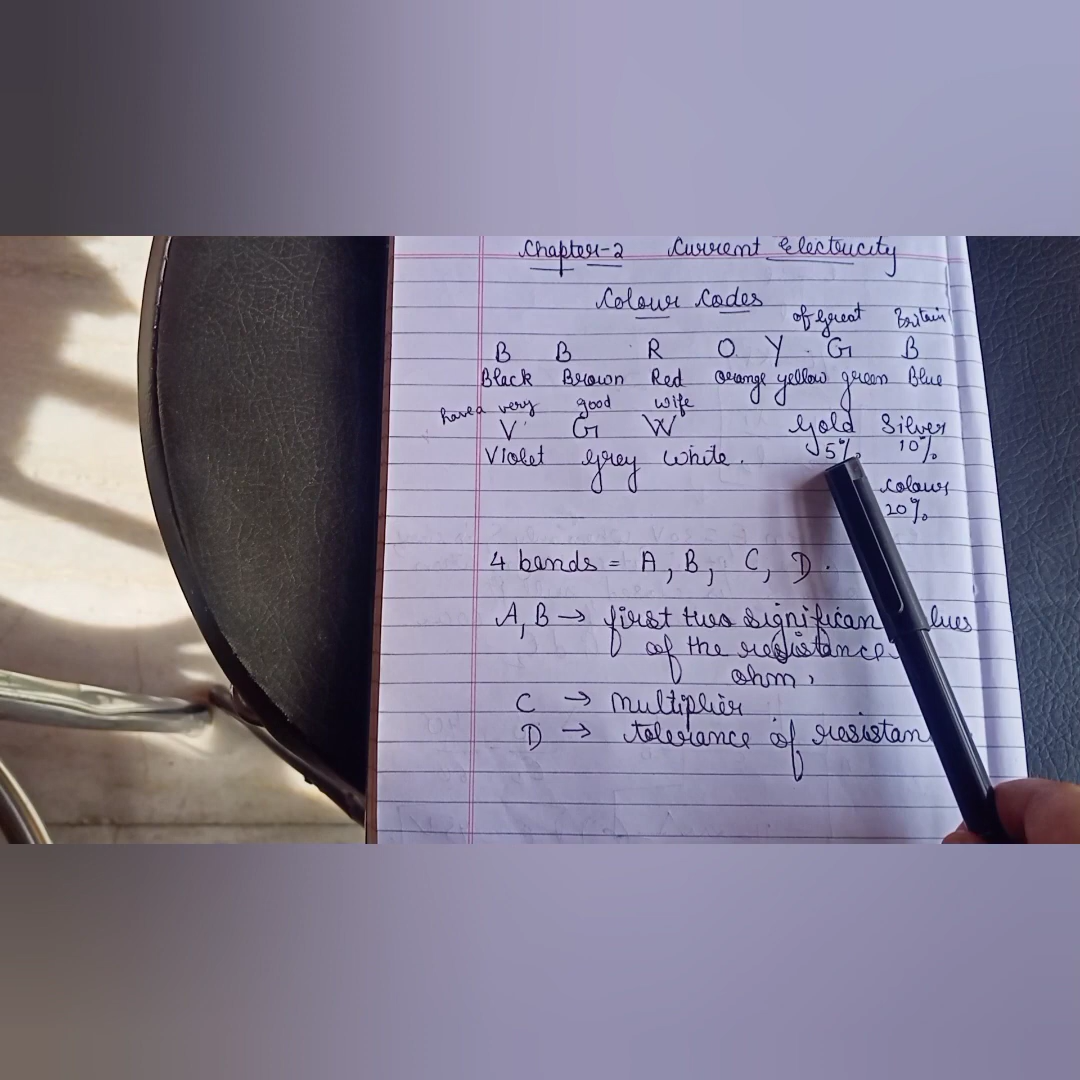 Chapter-2 Current Electricity
Colour Codes
of Great Britain
B B R O Y G B
Black Brown Red Orange yellow green Blue
have a very good wife
V G W Gold Silver
5% 10%
Violet Grey White.
Colour
20%
4 bands = A, B, C, D.
A, B → first two significan lues
of the resistance
ohm,
C → Multiplier
D → tolerance of resistan